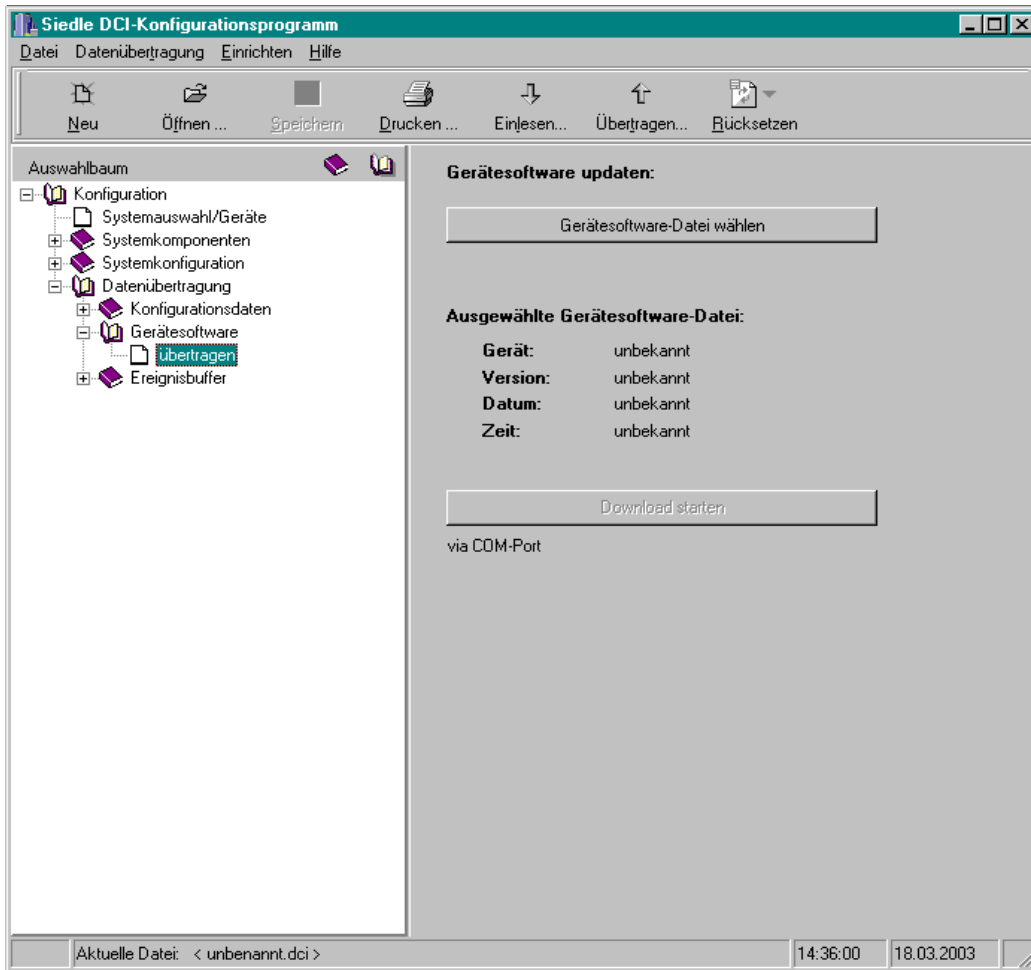 Siedle DCI-Konfigurationsprogramm
Datei Datenübertragung Einrichten Hilfe
Neu Öffnen ... Speichern Drucken ... Einlesen... Übertragen... Rücksetzen
Auswahlbaum
Konfiguration
Systemauswahl/Geräte
Systemkomponenten
Systemkonfiguration
Datenübertragung
Konfigurationsdaten
Gerätesoftware
übertragen
Ereignisbuffer
Gerätesoftware updaten:
Gerätesoftware-Datei wählen
Ausgewählte Gerätesoftware-Datei:
Gerät: unbekannt
Version: unbekannt
Datum: unbekannt
Zeit: unbekannt
Download starten
via COM-Port
Aktuelle Datei: < unbenannt.dci > 14:36:00 18.03.2003